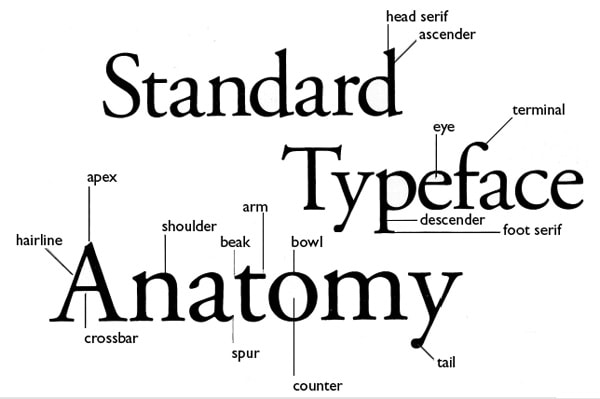 head serif
ascender
Standard
terminal
eye
Typeface
apex
descender
arm
foot serif
shoulder
hairline
beak
bowl
Anatomy
crossbar
spur
tail
counter